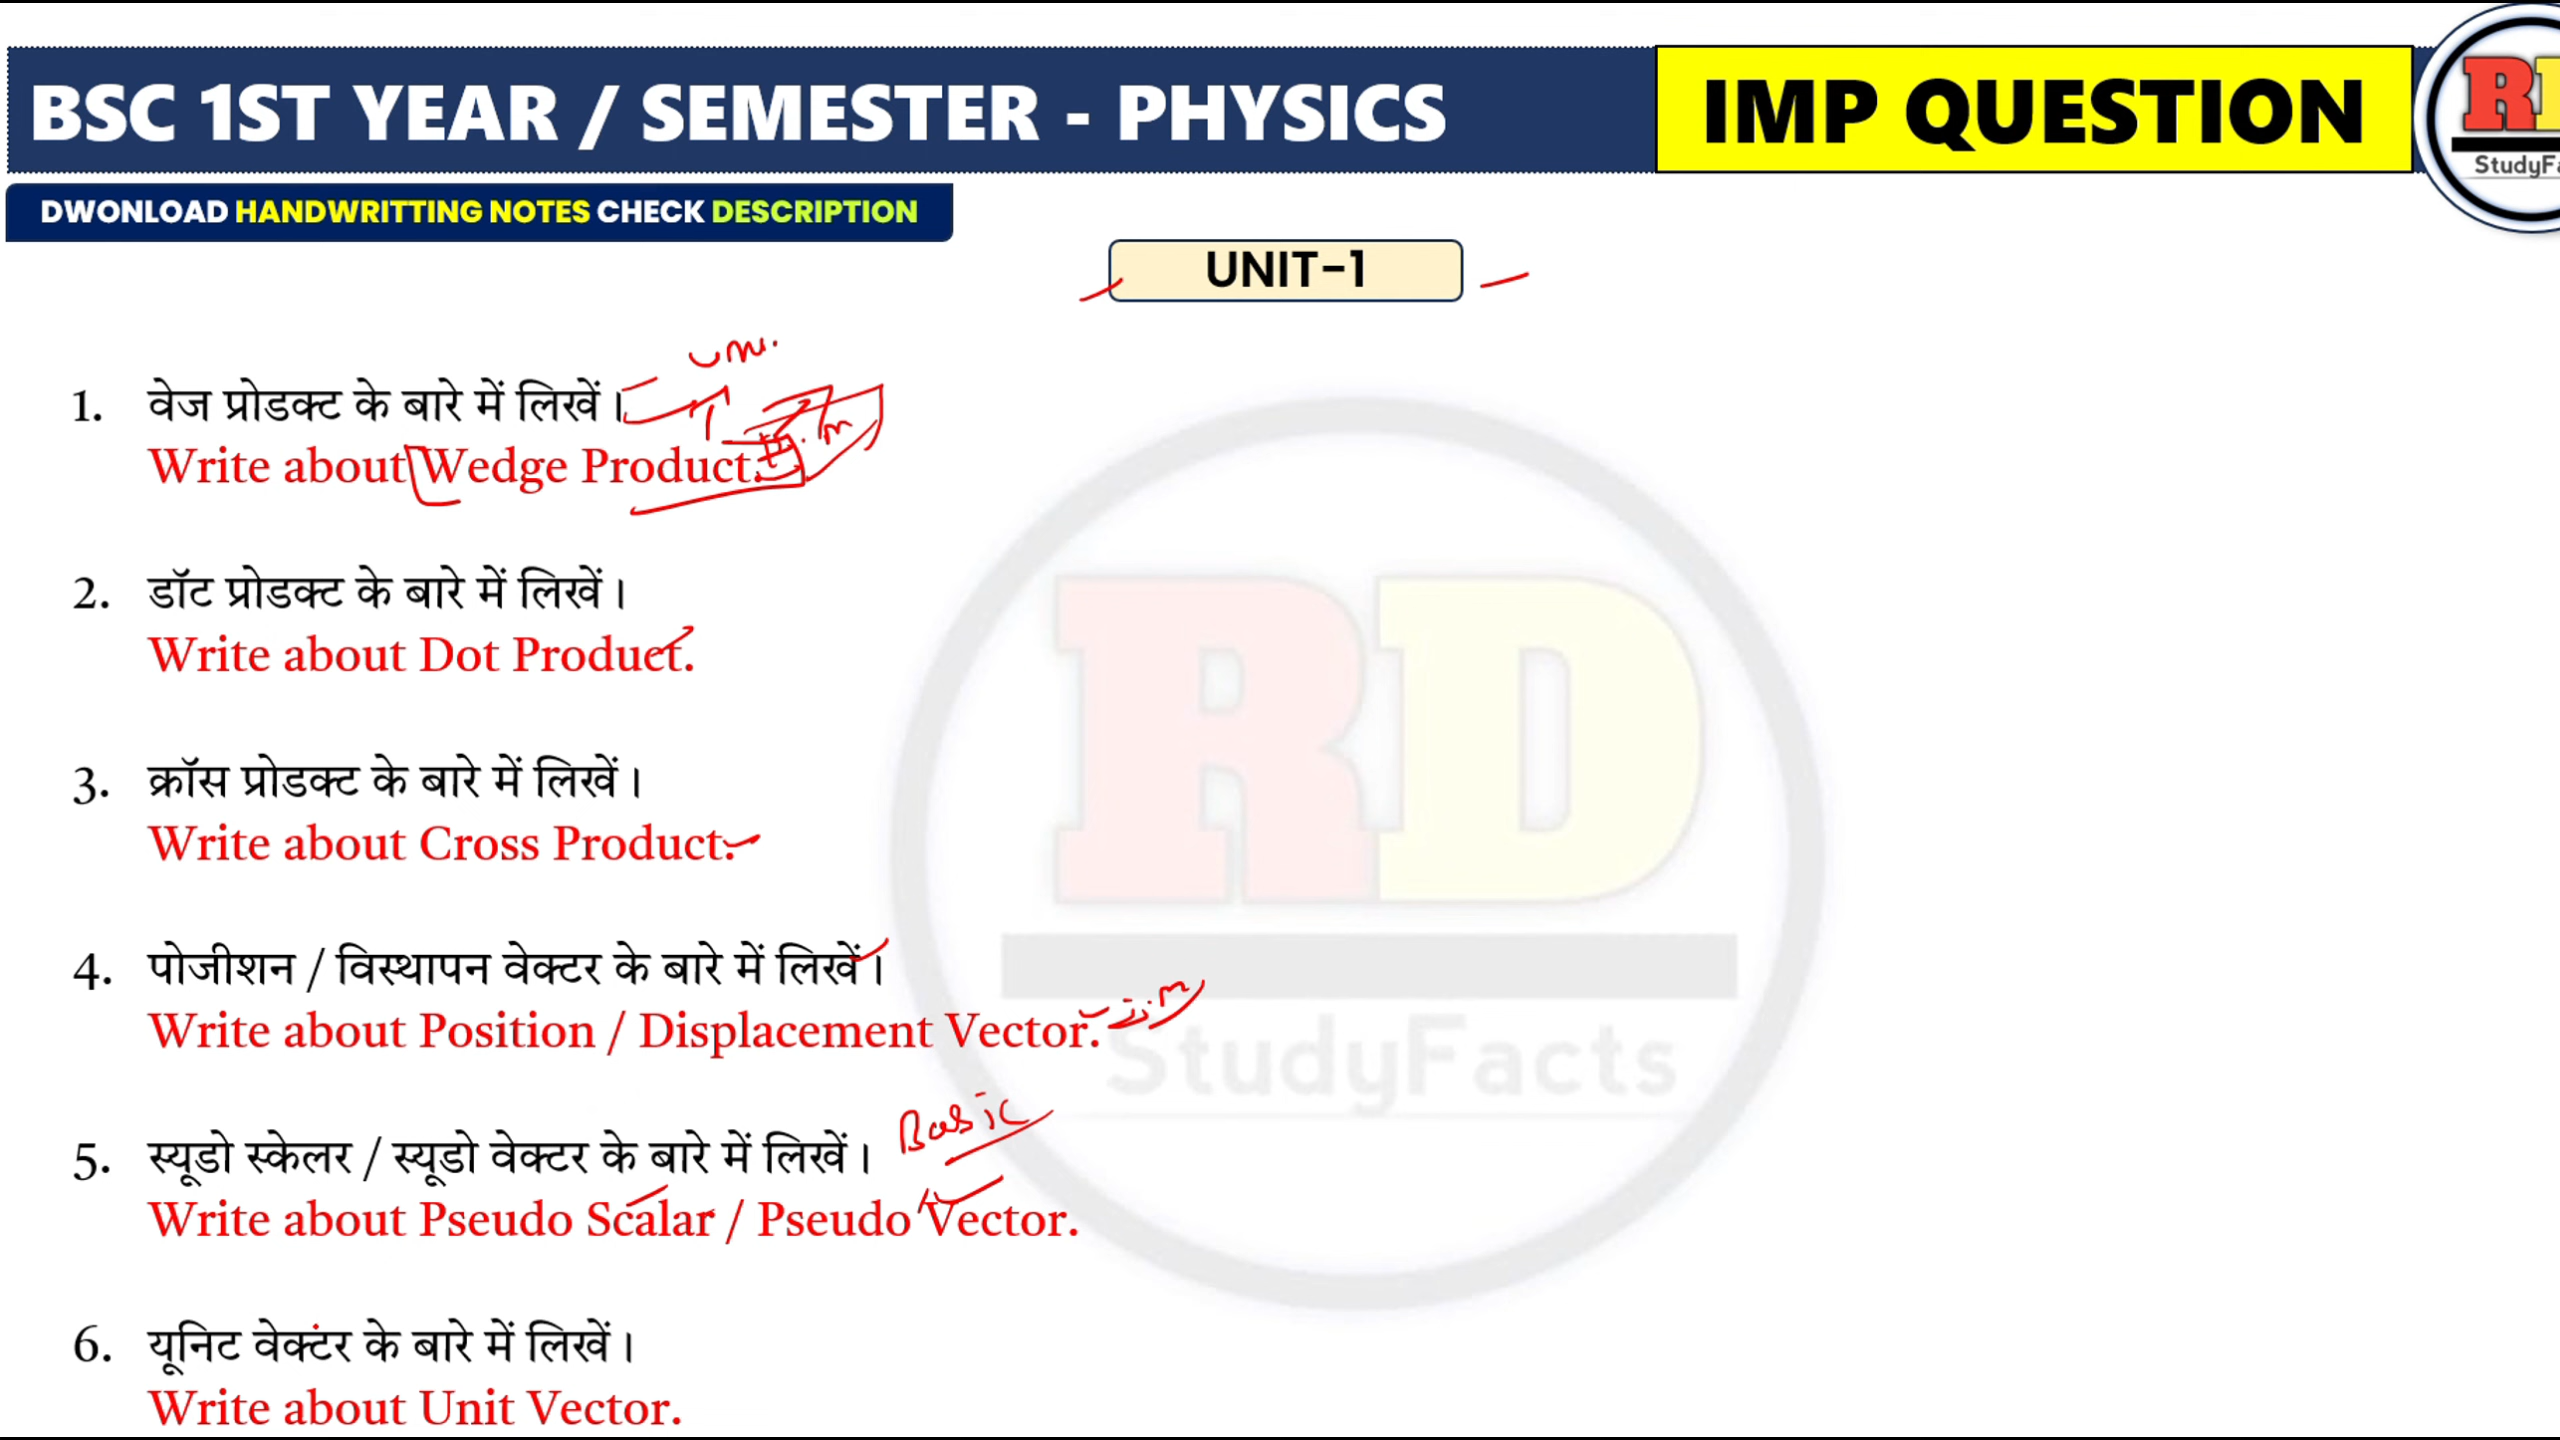 BSC 1ST YEAR / SEMESTER - PHYSICS
IMP QUESTION
RD
StudyFa
DWONLOAD HANDWRITTING NOTES CHECK DESCRIPTION
UNIT-1
1. वेज प्रोडक्ट के बारे में लिखें।
Write about Wedge Product.
2. डॉट प्रोडक्ट के बारे में लिखें।
Write about Dot Product.
3. क्रॉस प्रोडक्ट के बारे में लिखें।
Write about Cross Product.
4. पोजीशन / विस्थापन वेक्टर के बारे में लिखें।
Write about Position / Displacement Vector.
Basic
5. स्यूडो स्केलर / स्यूडो वेक्टर के बारे में लिखें।
Write about Pseudo Scalar / Pseudo Vector.
6. यूनिट वेक्टर के बारे में लिखें।
Write about Unit Vector.
RD
StudyFacts